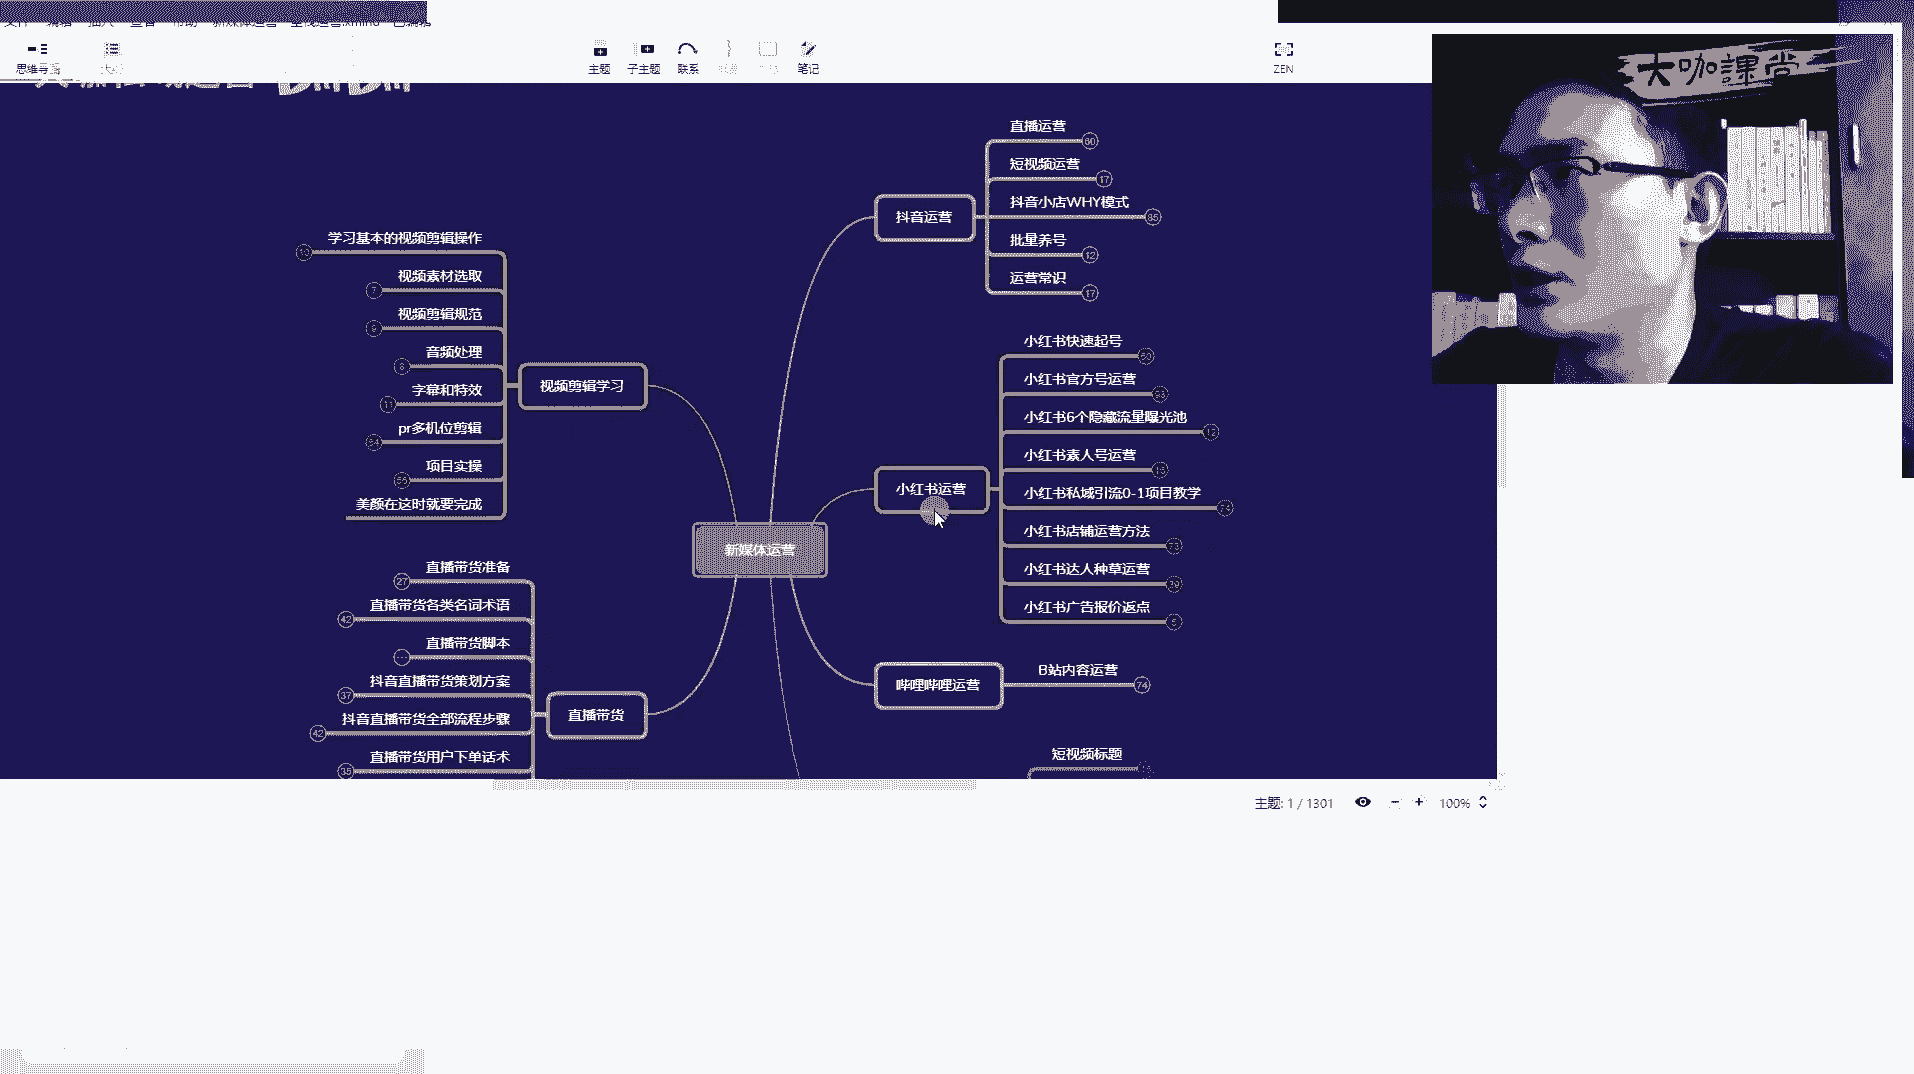 思维导图
主题
子主题
联系
笔记
ZEN
大咖課堂
直播运营
60
短视频运营
17
抖音小店WHY模式
85
批量养号
12
运营常识
17
抖音运营
小红书快速起号
小红书官方号运营
小红书6个隐藏流量曝光池
12
小红书素人号运营
小红书私域引流0-1项目教学
74
小红书店铺运营方法
73
小红书达人种草运营
39
小红书广告报价返点
5
小红书运营
哔哩哔哩运营
B站内容运营
74
短视频标题
新媒体运营
学习基本的视频剪辑操作
视频素材选取
7
视频剪辑规范
9
音频处理
字幕和特效
11
pr多机位剪辑
项目实操
美颜在这时就要完成
视频剪辑学习
直播带货准备
27
直播带货各类名词术语
42
直播带货脚本
抖音直播带货策划方案
37
抖音直播带货全部流程步骤
42
直播带货用户下单话术
35
直播带货
主题: 1 / 1301
100%